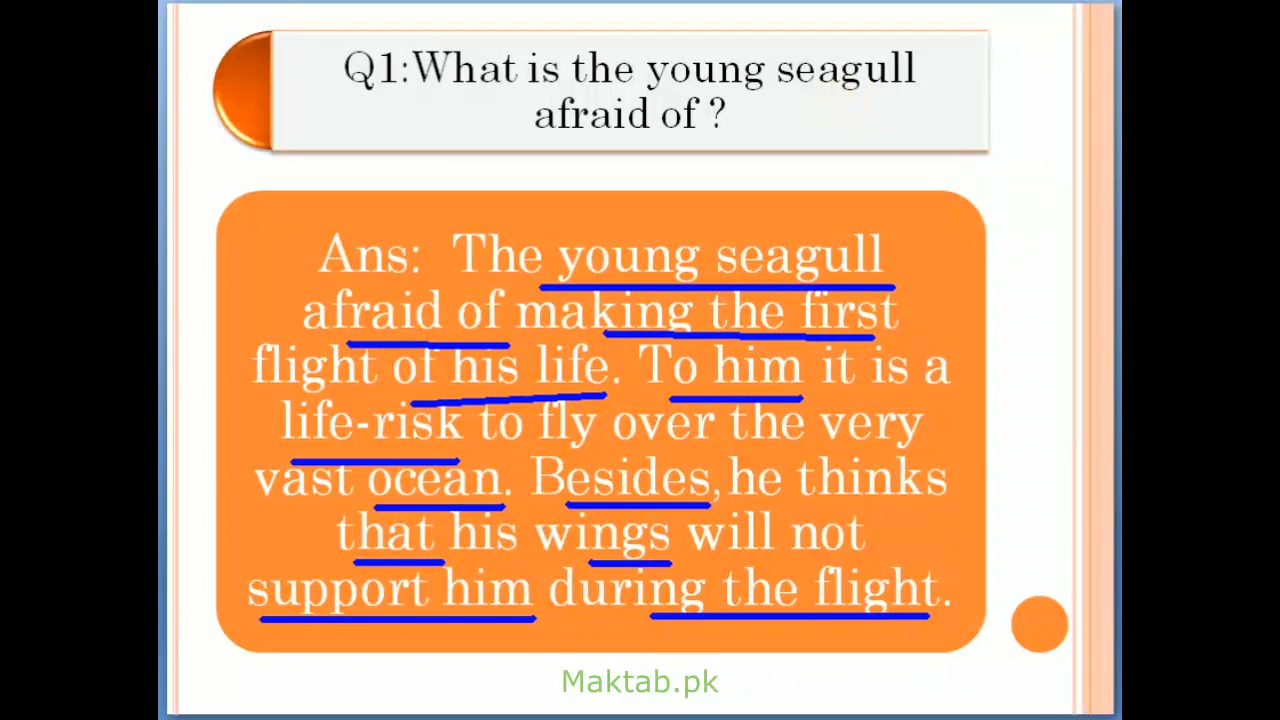 Q1:What is the young seagull
afraid of ?
Ans: The young seagull
afraid of making the first
flight of his life. To him it is a
life-risk to fly over the very
vast ocean. Besides,he thinks
that his wings will not
support him during the flight.
Maktab.pk